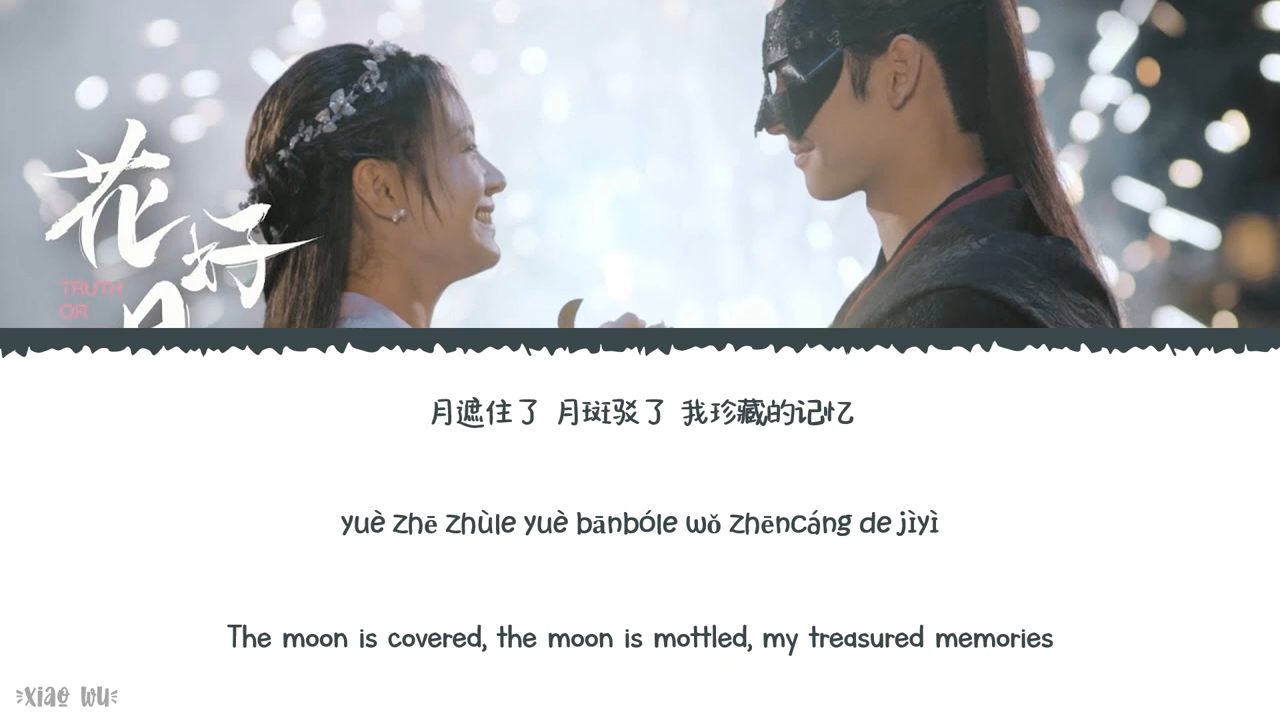 花好月
TRUTH
OR
月遮住了 月斑驳了 我珍藏的记忆
yuè zhē zhùle yuè bānbóle wǒ zhēncáng de jìyì
The moon is covered, the moon is mottled, my treasured memories
xiao wu